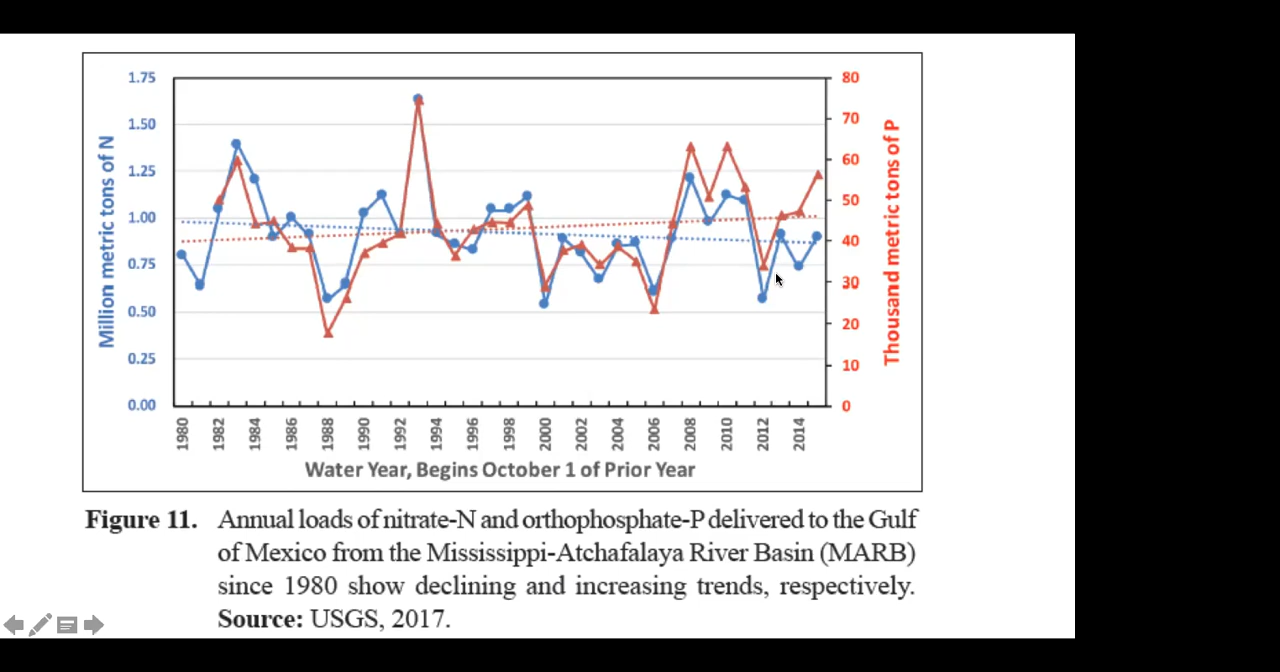 1.75
1.50
1.25
1.00
0.75
0.50
0.25
0.00
Million metric tons of N
80
70
60
50
40
30
20
10
0
Thousand metric tons of P
1980 1982 1984 1986 1988 1990 1992 1994 1996 1998 2000 2002 2004 2006 2008 2010 2012 2014
Water Year, Begins October 1 of Prior Year
Figure 11. Annual loads of nitrate-N and orthophosphate-P delivered to the Gulf
of Mexico from the Mississippi-Atchafalaya River Basin (MARB)
since 1980 show declining and increasing trends, respectively.
Source: USGS, 2017.